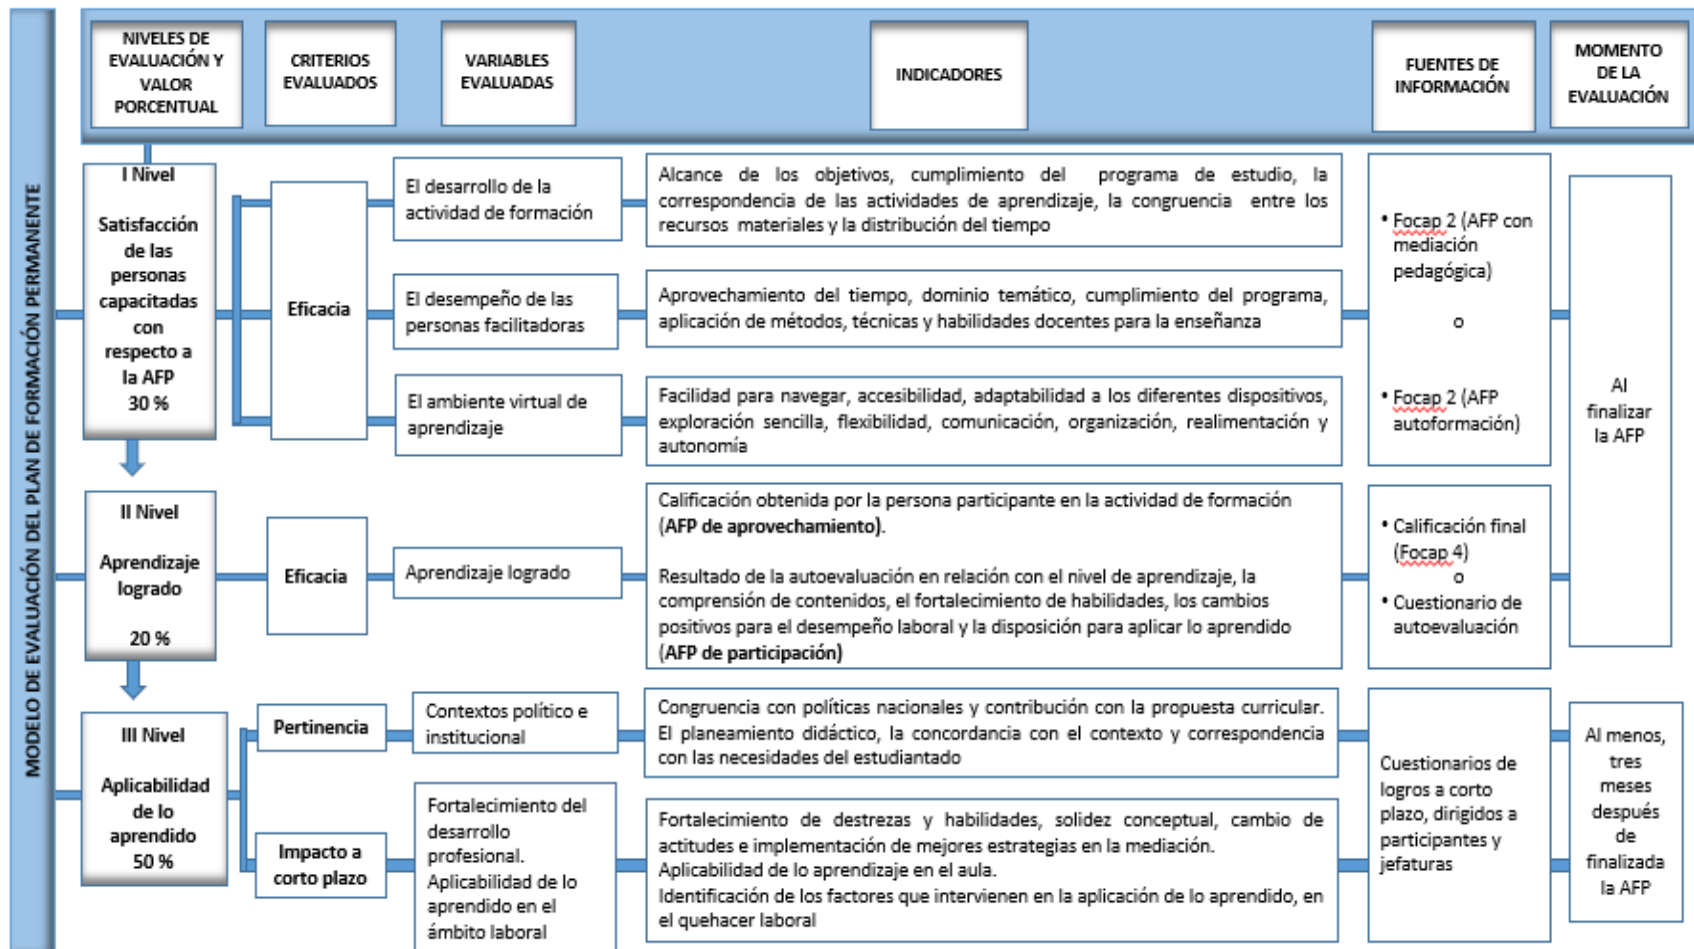 MODELO DE EVALUACIÓN DEL PLAN DE FORMACIÓN PERMANENTE
NIVELES DE
EVALUACIÓN Y
VALOR
PORCENTUAL
CRITERIOS
EVALUADOS
VARIABLES
EVALUADAS
INDICADORES
FUENTES DE
INFORMACIÓN
MOMENTO
DE LA
EVALUACIÓN
I Nivel
Satisfacción
de las
personas
capacitadas
con
respecto a
la AFP
30 %
Eficacia
El desarrollo de la
actividad de formación
Alcance de los objetivos, cumplimiento del programa de estudio, la
correspondencia de las actividades de aprendizaje, la congruencia entre los
recursos materiales y la distribución del tiempo
El desempeño de las
personas facilitadoras
Aprovechamiento del tiempo, dominio temático, cumplimiento del programa,
aplicación de métodos, técnicas y habilidades docentes para la enseñanza
El ambiente virtual de
aprendizaje
Facilidad para navegar, accesibilidad, adaptabilidad a los diferentes dispositivos,
exploración sencilla, flexibilidad, comunicación, organización, realimentación y
autonomía
• Focap 2 (AFP con
mediación
pedagógica)
o
• Focap 2 (AFP
autoformación)
Al
finalizar
la AFP
II Nivel
Aprendizaje
logrado
20 %
Eficacia
Aprendizaje logrado
Calificación obtenida por la persona participante en la actividad de formación
(AFP de aprovechamiento).
Resultado de la autoevaluación en relación con el nivel de aprendizaje, la
comprensión de contenidos, el fortalecimiento de habilidades, los cambios
positivos para el desempeño laboral y la disposición para aplicar lo aprendido
(AFP de participación)
• Calificación final
(Focap 4)
o
• Cuestionario de
autoevaluación
III Nivel
Aplicabilidad
de lo
aprendido
50 %
Pertinencia
Contextos político e
institucional
Congruencia con políticas nacionales y contribución con la propuesta curricular.
El planeamiento didáctico, la concordancia con el contexto y correspondencia
con las necesidades del estudiantado
Impacto a
corto plazo
Fortalecimiento del
desarrollo
profesional.
Aplicabilidad de lo
aprendido en el
ámbito laboral
Fortalecimiento de destrezas y habilidades, solidez conceptual, cambio de
actitudes e implementación de mejores estrategias en la mediación.
Aplicabilidad de lo aprendizaje en el aula.
Identificación de los factores que intervienen en la aplicación de lo aprendido, en
el quehacer laboral
Cuestionarios de
logros a corto
plazo, dirigidos a
participantes y
jefaturas
Al menos,
tres
meses
después
de
finalizada
la AFP